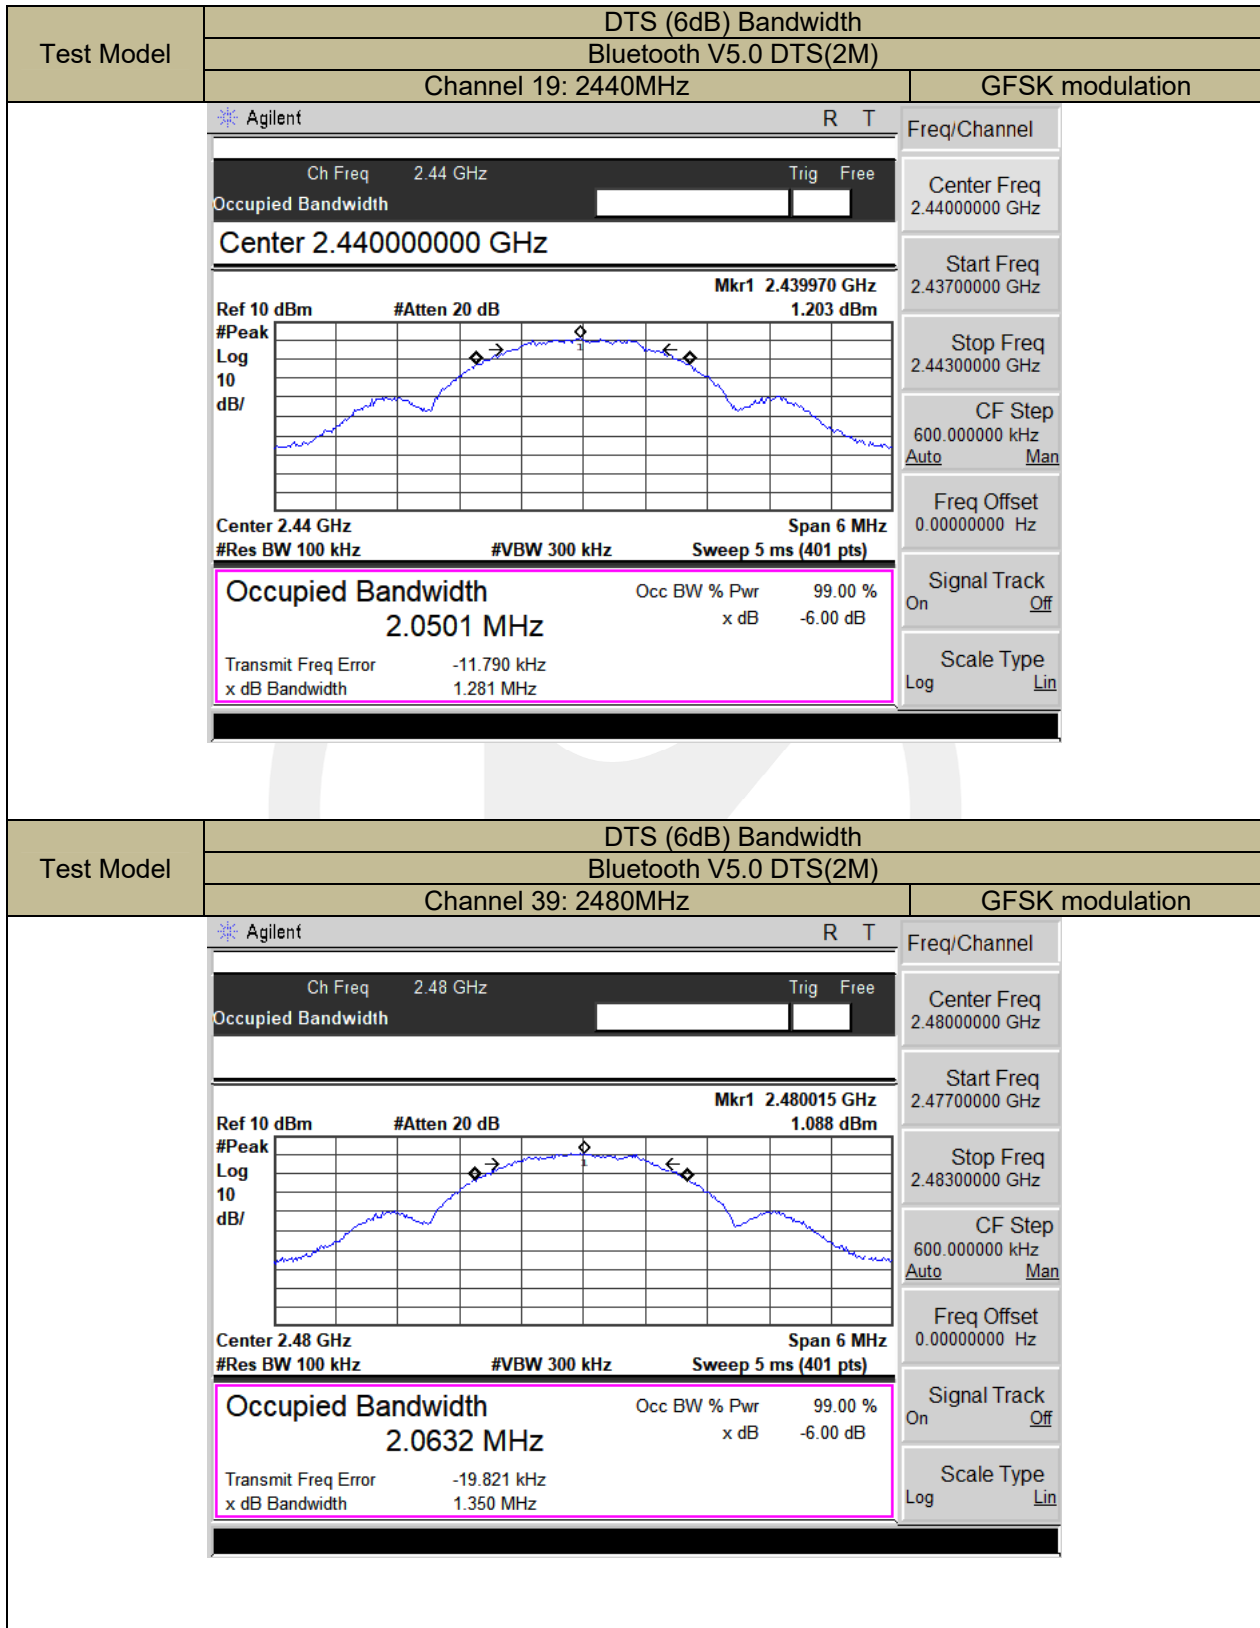 Test Model
DTS (6dB) Bandwidth
Bluetooth V5.0 DTS(2M)
Channel 19: 2440MHz GFSK modulation
Agilent R T
Ch Freq 2.44 GHz Trig Free
Occupied Bandwidth
Center 2.440000000 GHz
Mkr1 2.439970 GHz
Ref 10 dBm #Atten 20 dB 1.203 dBm
#Peak
Log
10
dB/
1
Center 2.44 GHz Span 6 MHz
#Res BW 100 kHz #VBW 300 kHz Sweep 5 ms (401 pts)
Occupied Bandwidth Occ BW % Pwr 99.00 %
2.0501 MHz x dB -6.00 dB
Transmit Freq Error -11.790 kHz
x dB Bandwidth 1.281 MHz
Freq/Channel
Center Freq
2.44000000 GHz
Start Freq
2.43700000 GHz
Stop Freq
2.44300000 GHz
CF Step
600.000000 kHz
Auto Man
Freq Offset
0.00000000 Hz
Signal Track
On Off
Scale Type
Log Lin
Test Model
DTS (6dB) Bandwidth
Bluetooth V5.0 DTS(2M)
Channel 39: 2480MHz GFSK modulation
Agilent R T
Ch Freq 2.48 GHz Trig Free
Occupied Bandwidth
Mkr1 2.480015 GHz
Ref 10 dBm #Atten 20 dB 1.088 dBm
#Peak
Log
10
dB/
1
Center 2.48 GHz Span 6 MHz
#Res BW 100 kHz #VBW 300 kHz Sweep 5 ms (401 pts)
Occupied Bandwidth Occ BW % Pwr 99.00 %
2.0632 MHz x dB -6.00 dB
Transmit Freq Error -19.821 kHz
x dB Bandwidth 1.350 MHz
Freq/Channel
Center Freq
2.48000000 GHz
Start Freq
2.47700000 GHz
Stop Freq
2.48300000 GHz
CF Step
600.000000 kHz
Auto Man
Freq Offset
0.00000000 Hz
Signal Track
On Off
Scale Type
Log Lin